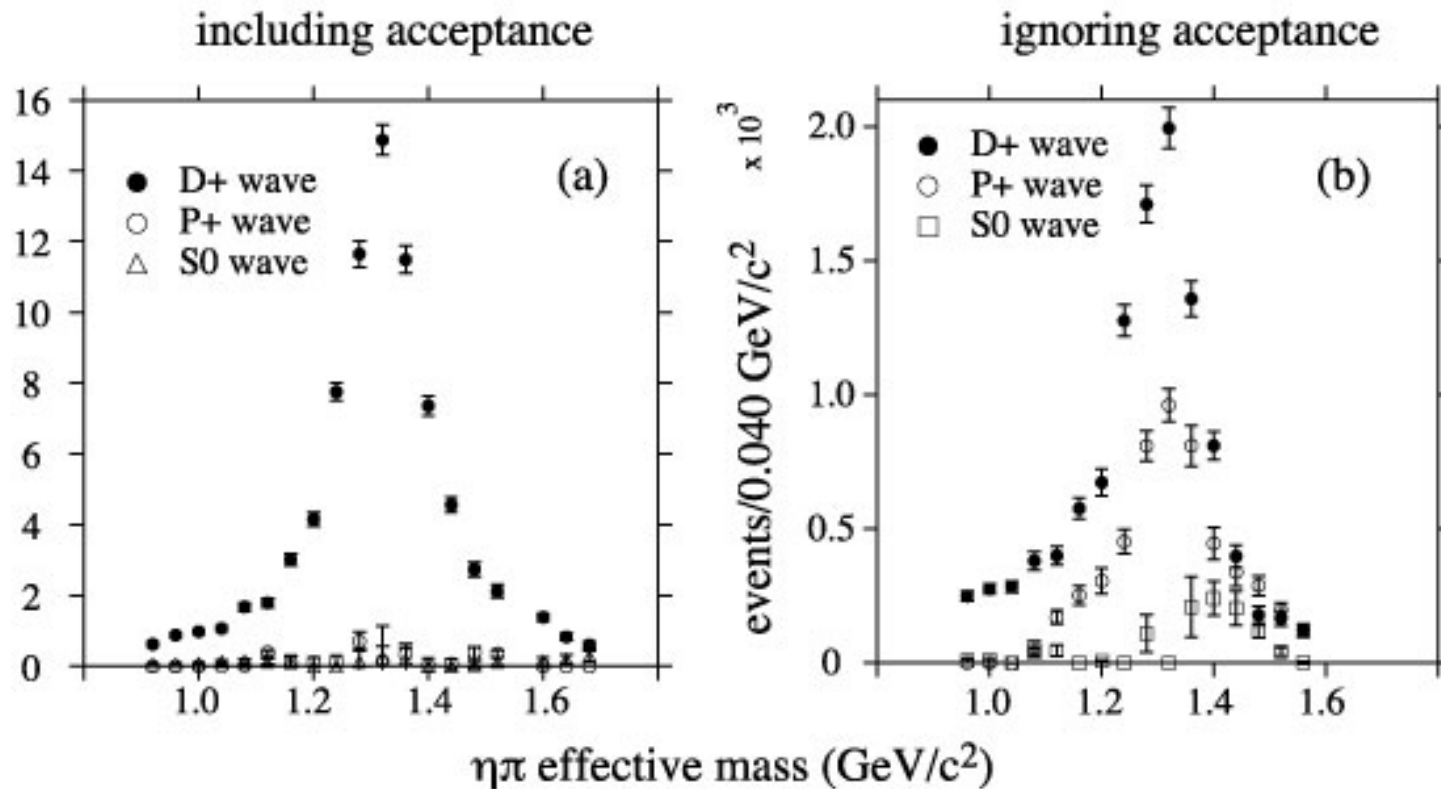 including acceptance
ignoring acceptance
16
14
12
10
8
6
4
2
0
D+ wave
P+ wave
S0 wave
(a)
1.0
1.2
1.4
1.6
events/0.040 GeV/c²
x 10³
2.0
1.5
1.0
0.5
0
D+ wave
P+ wave
S0 wave
(b)
1.0
1.2
1.4
1.6
ηπ effective mass (GeV/c²)